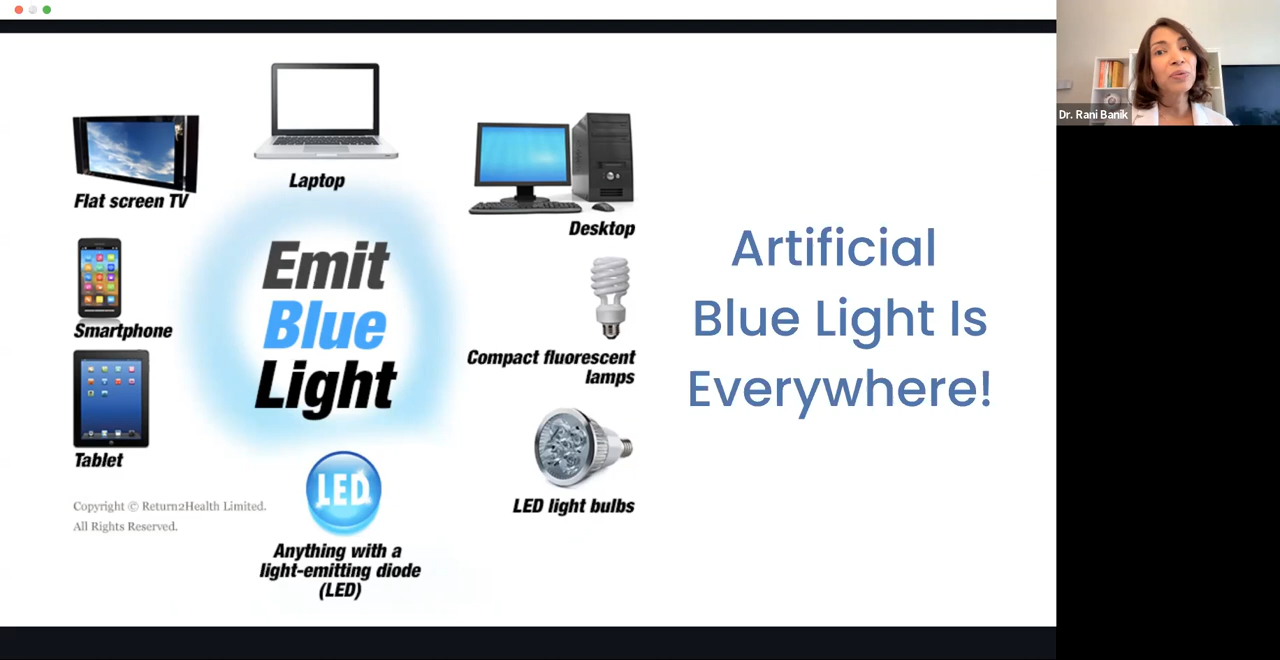 Dr. Rani Banik
Flat screen TV
Laptop
Desktop
Smartphone
Emit
Blue
Light
Compact fluorescent
lamps
Tablet
LED
LED light bulbs
Copyright © Return2Health Limited.
All Rights Reserved.
Anything with a
light-emitting diode
(LED)
Artificial
Blue Light Is
Everywhere!